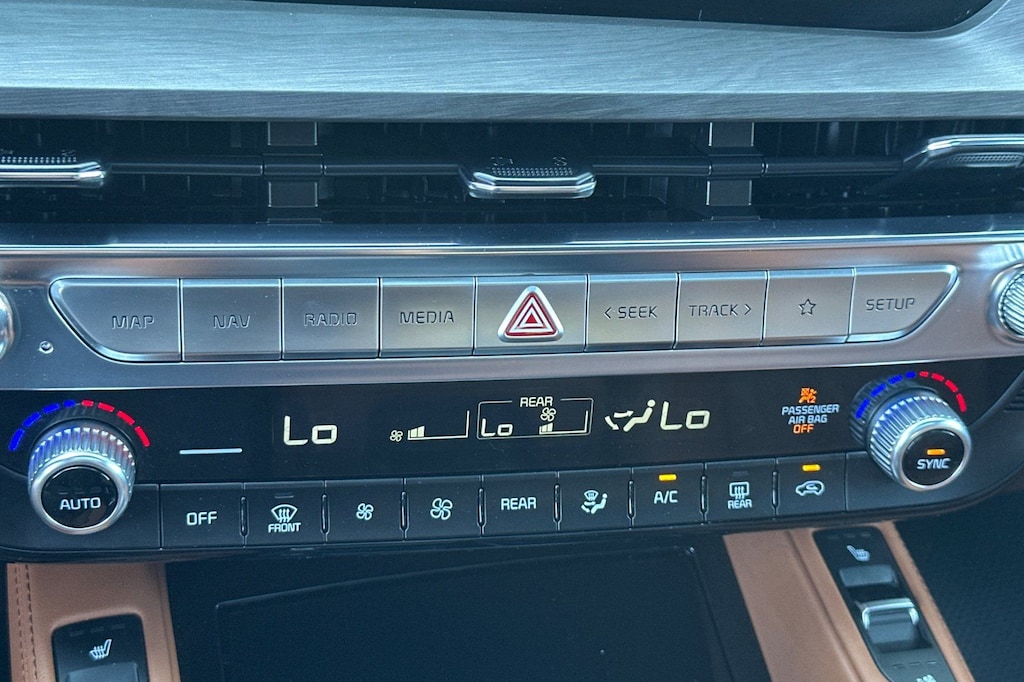 MAP NAV RADIO MEDIA < SEEK TRACK > SETUP
REAR
Lo Lo Lo
PASSENGER
AIR BAG
OFF
AUTO SYNC
OFF FRONT REAR A/C REAR